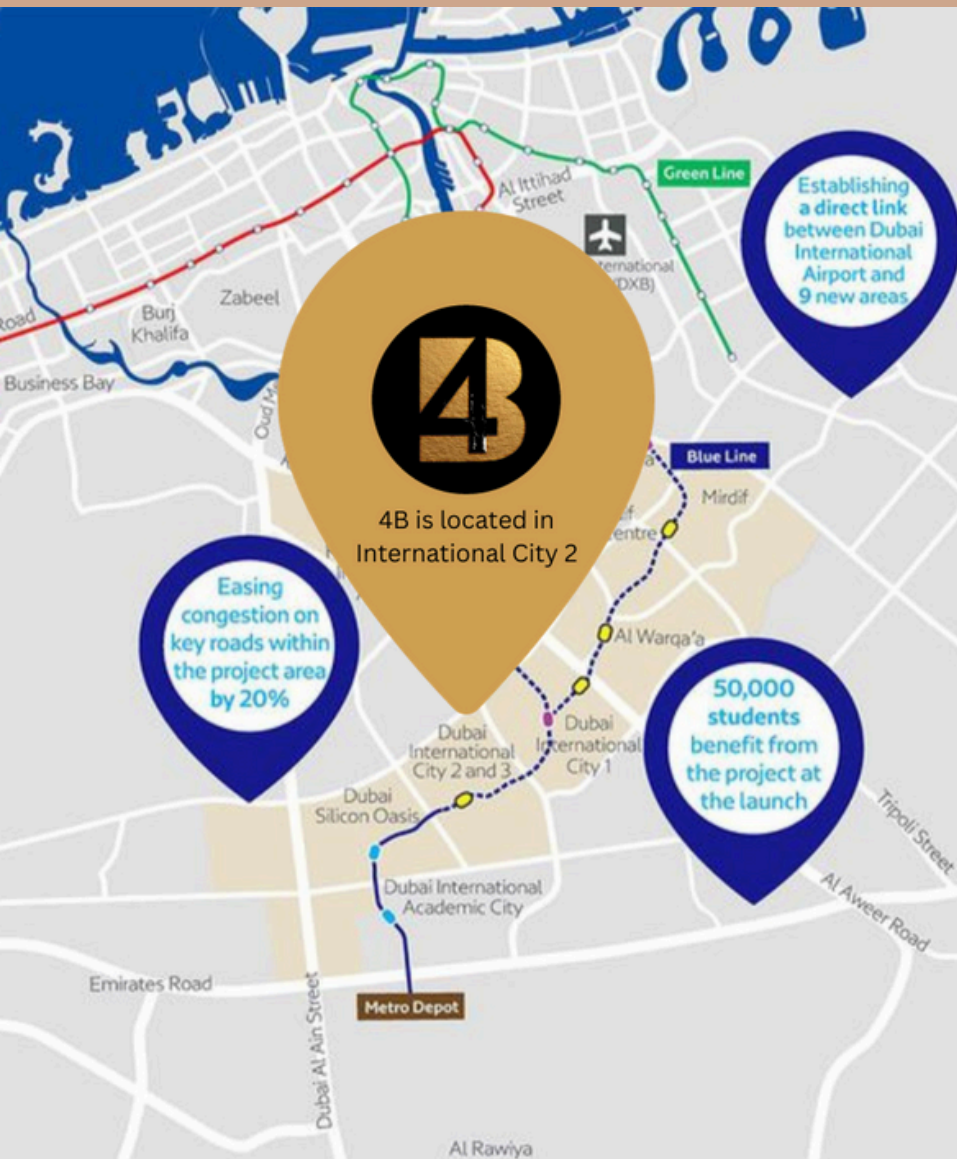 Al Ittihad
Street
Green Line
Establishing
a direct link
between Dubai
International
Airport and
9 new areas
(DXB)
Zabeel
Burj
Khalifa
Road
Business Bay
Oud
4B
4B is located in
International City 2
Blue Line
Mirdif
Easing
congestion on
key roads within
the project area
by 20%
Al Warqa'a
50,000
students
benefit from
the project at
the launch
Dubai
International
City 2 and 3
Dubai
International
City 1
Dubai
Silicon Oasis
Dubai International
Academic City
Tripoli Street
Al Aweer Road
Emirates Road
Metro Depot
Dubai Al Ain Street
Al Rawiya